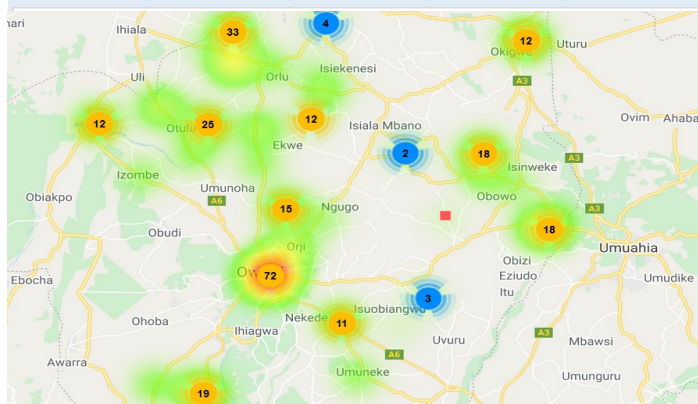 nari
Ihiala
33
4
12
Uturu
Okigwe
Orlu
Isiekenesi
Uli
A3
12
25
12
Isiala Mbano
Ovim
Ahaba
Ekwe
2
18
Isinweke
A3
Izombe
Umunoha
Obowo
Obiakpo
A6
15
Ngugo
A3
Obudi
Orji
18
Umuahia
Obizi
Ebocha
72
Eziudo
Itu
Umudike
3
Isuobiangwu
Ohoba
Nekede
11
Ihiagwa
Uvuru
A3
Mbawsi
Awarra
A6
Umuneke
Umunguru
19